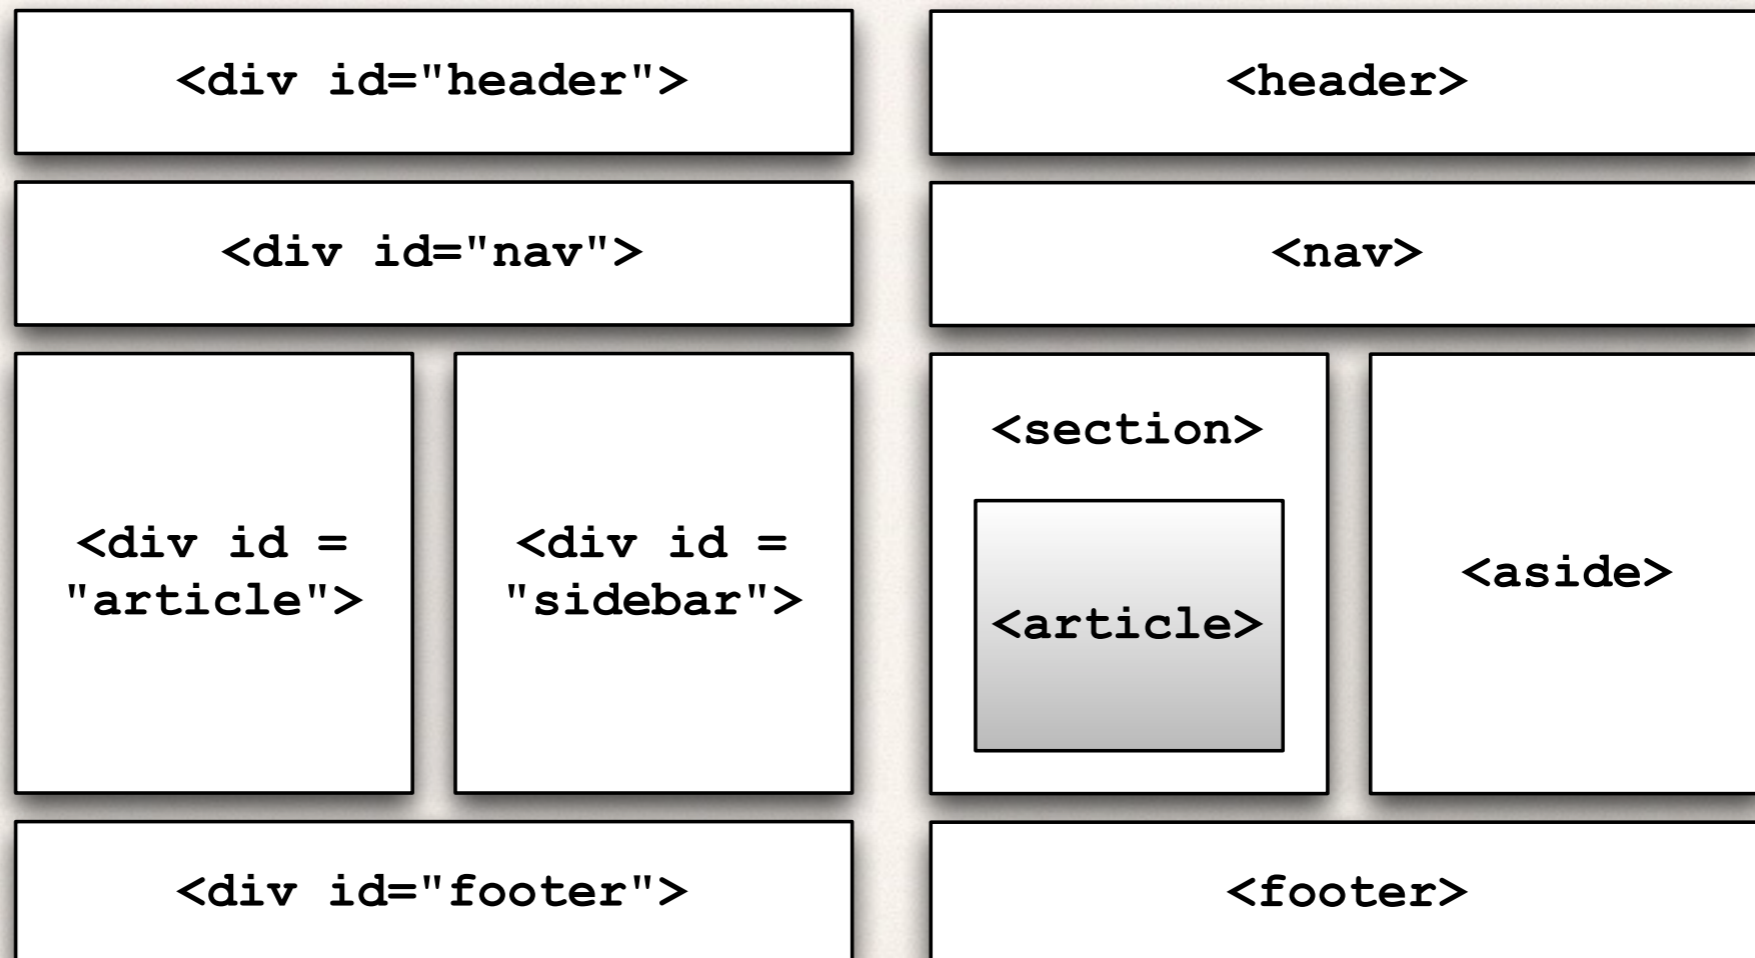 <div id="header">
<div id="nav">
<div id =
"article">
<div id =
"sidebar">
<div id="footer">
<header>
<nav>
<section>
<article>
<aside>
<footer>